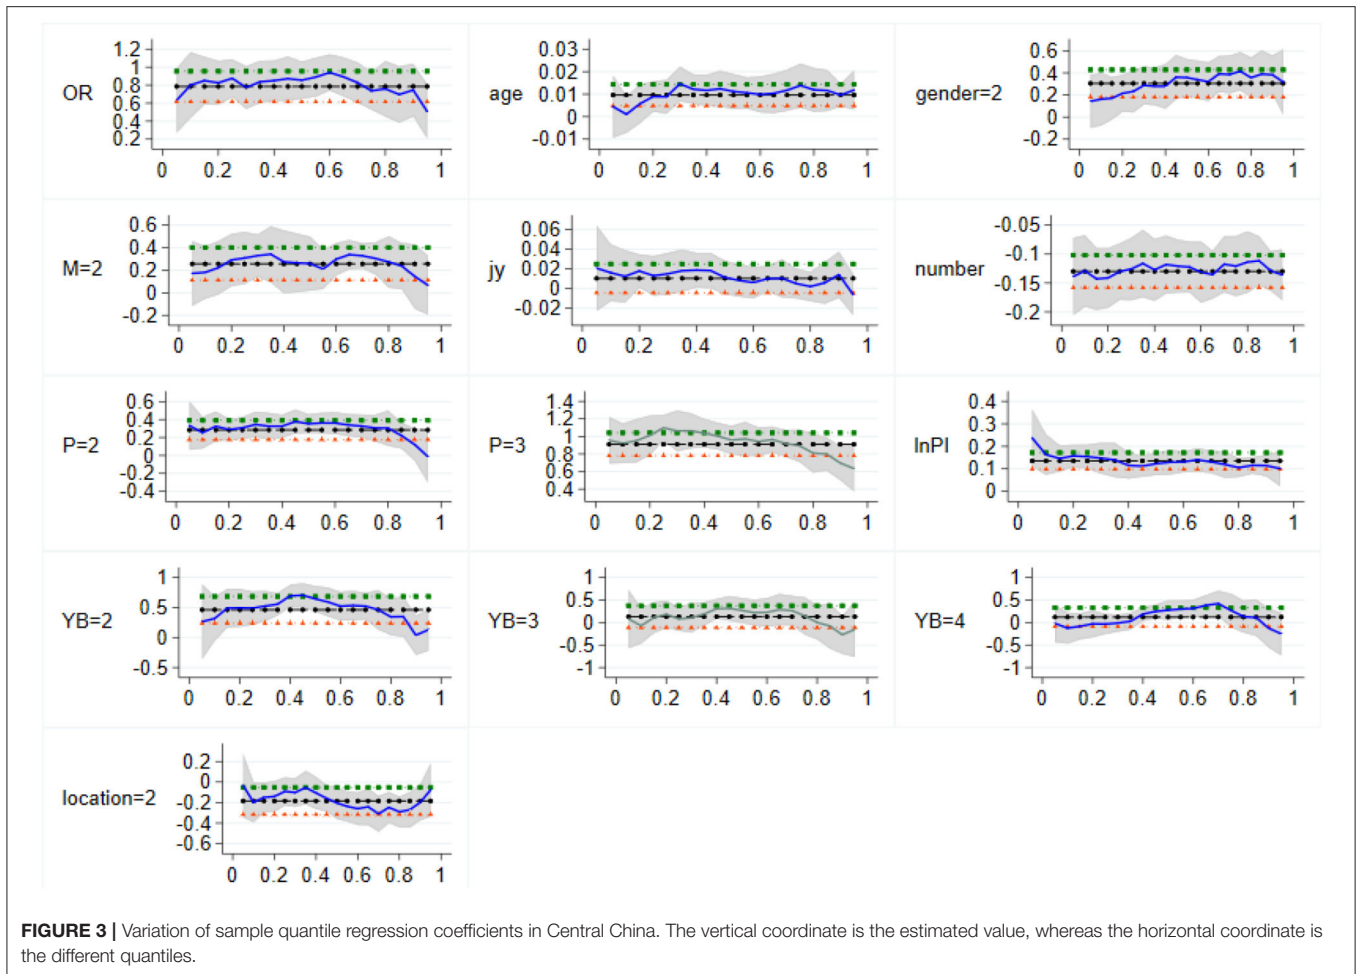 OR
1.2
1
0.8
0.6
0.4
0.2
0 0.2 0.4 0.6 0.8 1
age
0.03
0.02
0.01
0
-0.01
0 0.2 0.4 0.6 0.8 1
gender=2
0.6
0.4
0.2
0
-0.2
0 0.2 0.4 0.6 0.8 1
M=2
0.6
0.4
0.2
0
-0.2
0 0.2 0.4 0.6 0.8 1
jy
0.06
0.04
0.02
0
-0.02
0 0.2 0.4 0.6 0.8 1
number
-0.05
-0.1
-0.15
-0.2
0 0.2 0.4 0.6 0.8 1
P=2
0.6
0.4
0.2
0
-0.2
-0.4
0 0.2 0.4 0.6 0.8 1
P=3
1.4
1.2
1
0.8
0.6
0.4
0 0.2 0.4 0.6 0.8 1
lnPI
0.4
0.3
0.2
0.1
0
0 0.2 0.4 0.6 0.8 1
YB=2
1
0.5
0
-0.5
0 0.2 0.4 0.6 0.8 1
YB=3
1
0.5
0
-0.5
-1
0 0.2 0.4 0.6 0.8 1
YB=4
1
0.5
0
-0.5
-1
0 0.2 0.4 0.6 0.8 1
location=2
0.2
0
-0.2
-0.4
-0.6
0 0.2 0.4 0.6 0.8 1
FIGURE 3 | Variation of sample quantile regression coefficients in Central China. The vertical coordinate is the estimated value, whereas the horizontal coordinate is
the different quantiles.